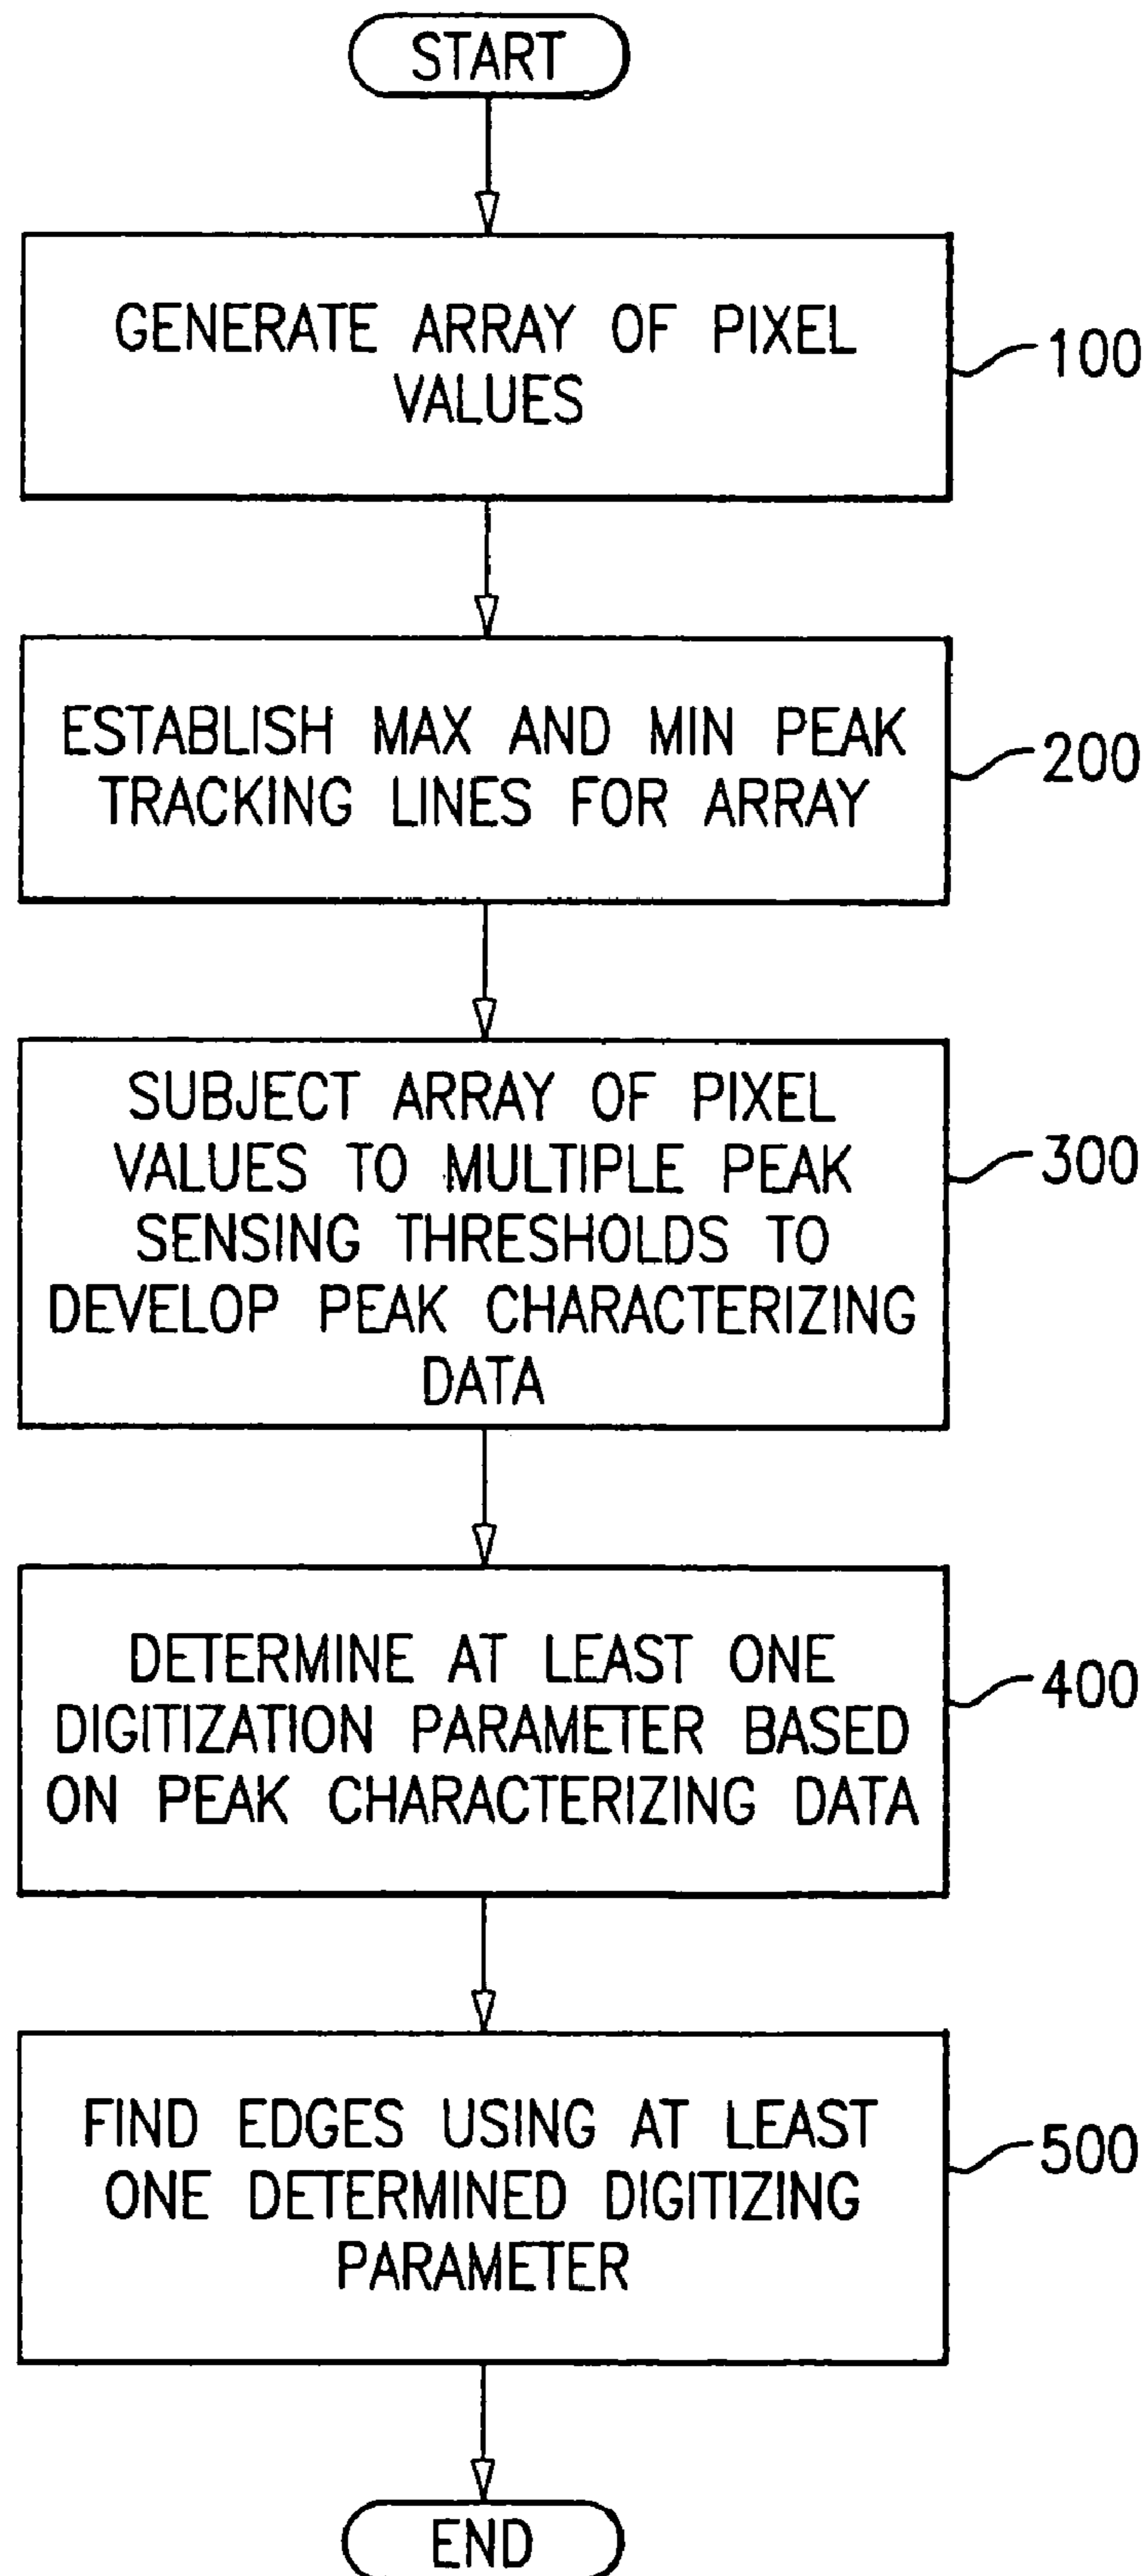 START
GENERATE ARRAY OF PIXEL
VALUES
100
ESTABLISH MAX AND MIN PEAK
TRACKING LINES FOR ARRAY
200
SUBJECT ARRAY OF PIXEL
VALUES TO MULTIPLE PEAK
SENSING THRESHOLDS TO
DEVELOP PEAK CHARACTERIZING
DATA
300
DETERMINE AT LEAST ONE
DIGITIZATION PARAMETER BASED
ON PEAK CHARACTERIZING DATA
400
FIND EDGES USING AT LEAST
ONE DETERMINED DIGITIZING
PARAMETER
500
END